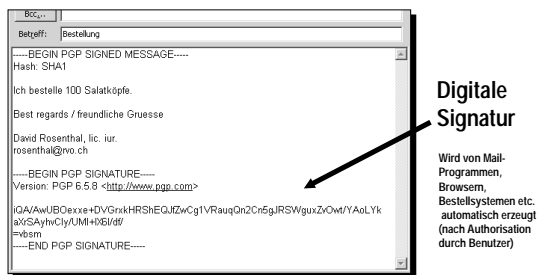 Bcc...
Betreff: Bestellung
-----BEGIN PGP SIGNED MESSAGE-----
Hash: SHA1
Ich bestelle 100 Salatköpfe.
Best regards / freundliche Gruesse
David Rosenthal, lic. iur.
rosenthal@rvo.ch
-----BEGIN PGP SIGNATURE-----
Version: PGP 6.5.8 <http://www.pgp.com>
iQA/AwUBOexxe+DVGrxkHRShEQJfZwCg1VRauqQn2Cn5gJRSWguxZvOwt/YAoLYk
aXrSAyhvCly/UMI+IX6l/df/
=vbsm
-----END PGP SIGNATURE-----
Digitale
Signatur
Wird von Mail-
Programmen,
Browsern,
Bestellsystemen etc.
automatisch erzeugt
(nach Authorisation
durch Benutzer)